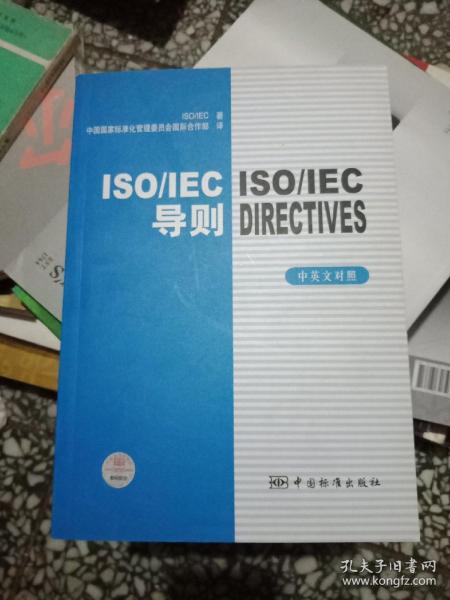 ISO/IEC 著
中国国家标准化管理委员会国际合作部 译
ISO/IEC
导则
ISO/IEC
DIRECTIVES
中英文对照
中国标准出版社
孔夫子旧书网
www.kongfz.com